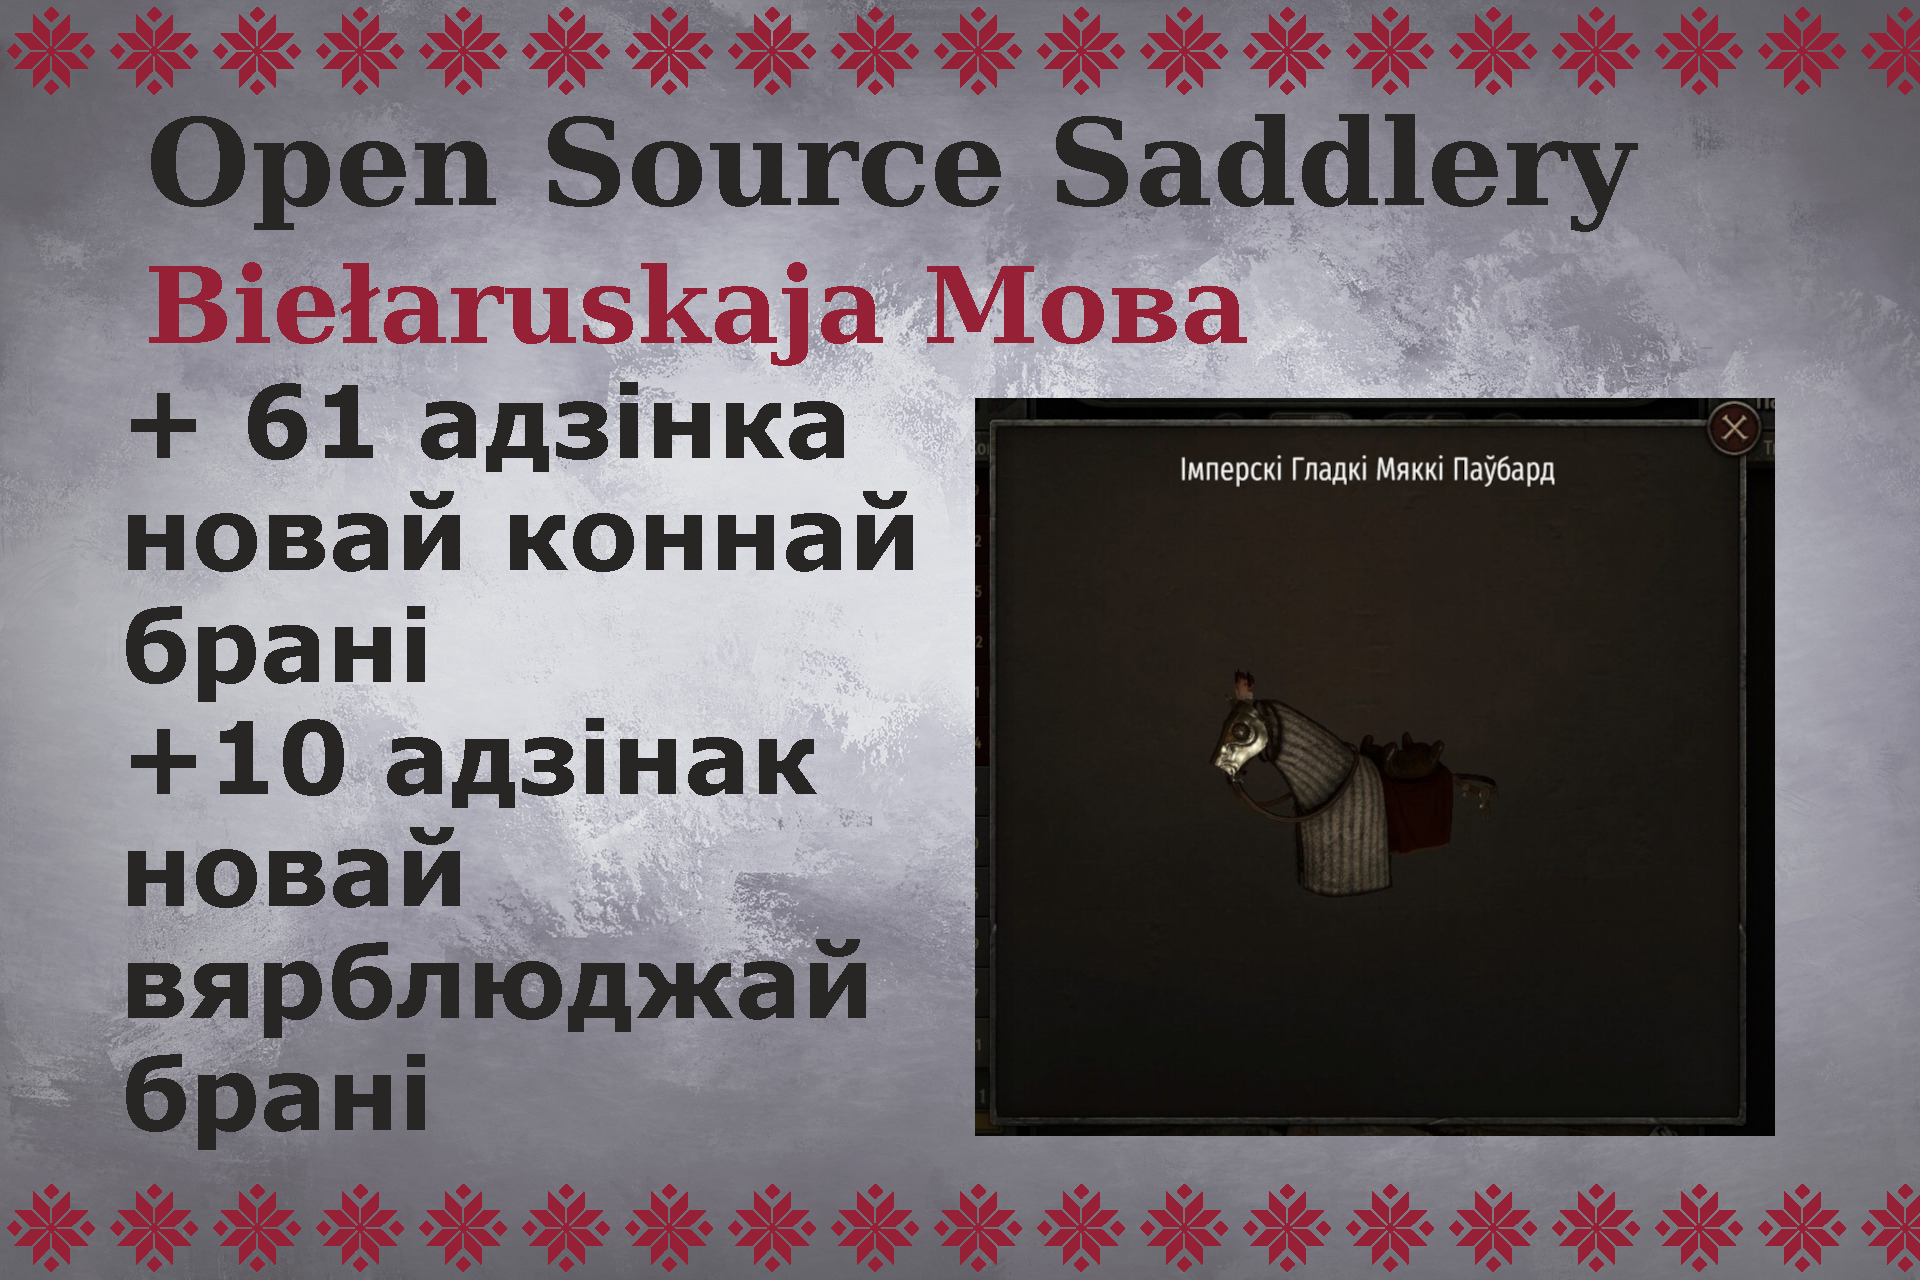 Open Source Saddlery
Biełaruskaja Мова
+ 61 адзінка
новай коннай
брані
+10 адзінак
новай
вярблюджай
брані
Імперскі Гладкі Мяккі Паўбард